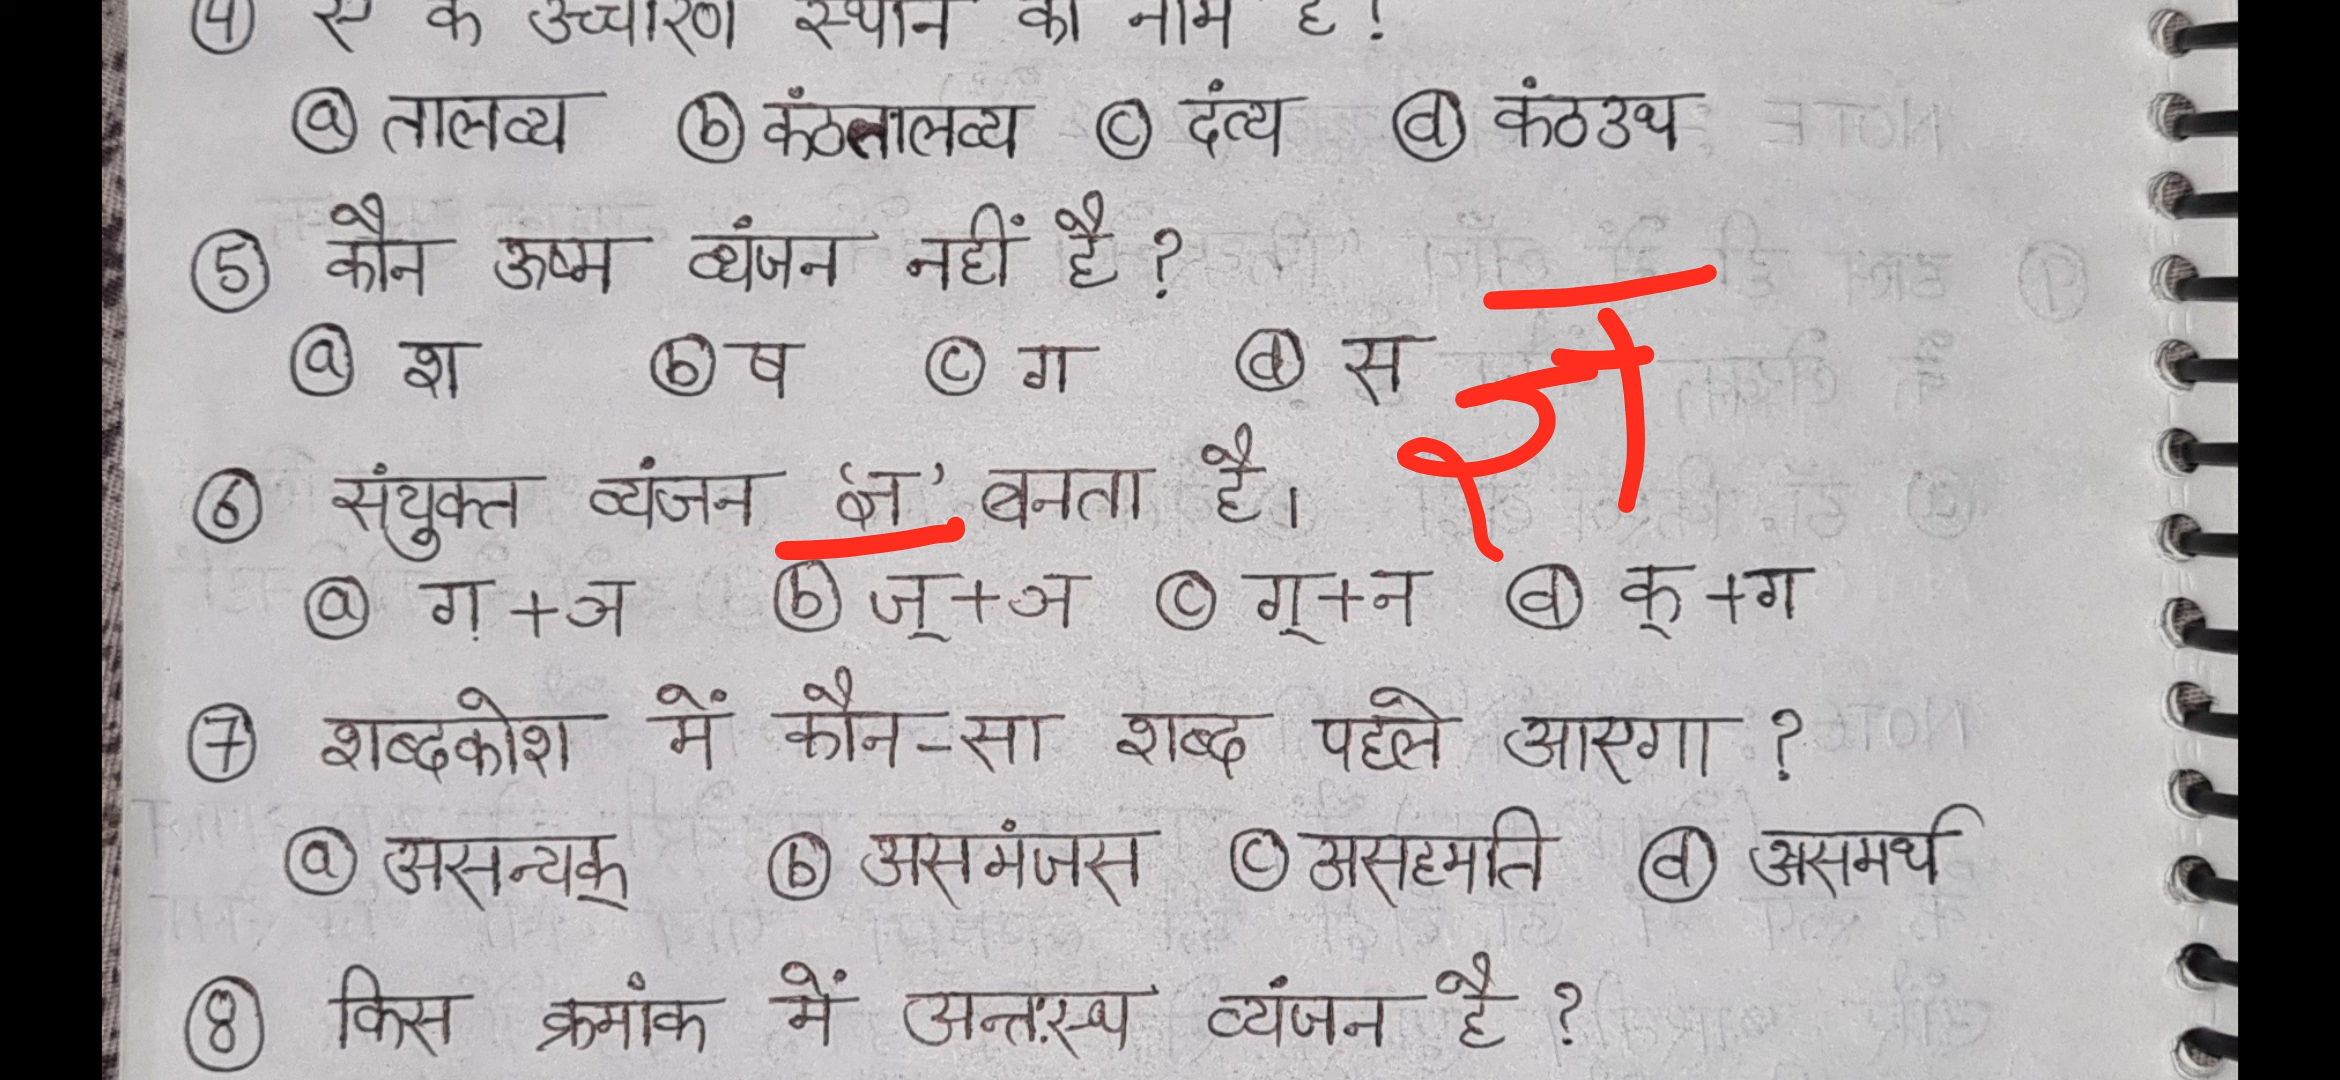 ④ स के उच्चारण स्थान का नाम है!
ⓐ तालव्य ⓑ कंठतालव्य ⓒ दंत्य ⓓ कंठउथ
⑤ कौन ऊष्म व्यंजन नहीं है?
ⓐ श ⓑ ष ⓒ ग ⓓ स
ज्ञ
⑥ संयुक्त व्यंजन 'ज्ञ' बनता है।
ⓐ ग़ + ञ ⓑ ज् + ञ ⓒ ग् + न ⓓ क् + ग
⑦ शब्दकोश में कौन-सा शब्द पहले आएगा?
ⓐ असन्यक् ⓑ असमंजस ⓒ असहमति ⓓ असमर्थ
⑧ किस क्रमांक में अन्तःस्थ व्यंजन है?